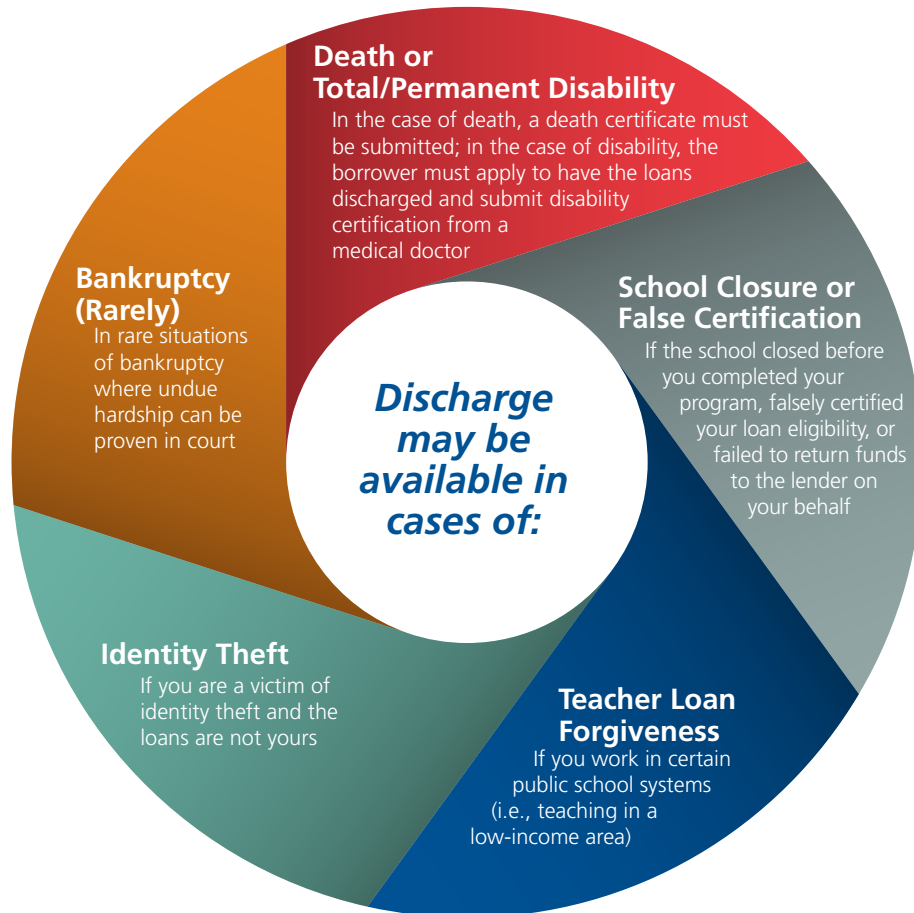 Death or
Total/Permanent Disability
In the case of death, a death certificate must
be submitted; in the case of disability, the
borrower must apply to have the loans
discharged and submit disability
certification from a
medical doctor
School Closure or
False Certification
If the school closed before
you completed your
program, falsely certified
your loan eligibility, or
failed to return funds
to the lender on
your behalf
Teacher Loan
Forgiveness
If you work in certain
public school systems
(i.e., teaching in a
low-income area)
Identity Theft
If you are a victim of
identity theft and the
loans are not yours
Bankruptcy
(Rarely)
In rare situations
of bankruptcy
where undue
hardship can be
proven in court
Discharge
may be
available in
cases of: